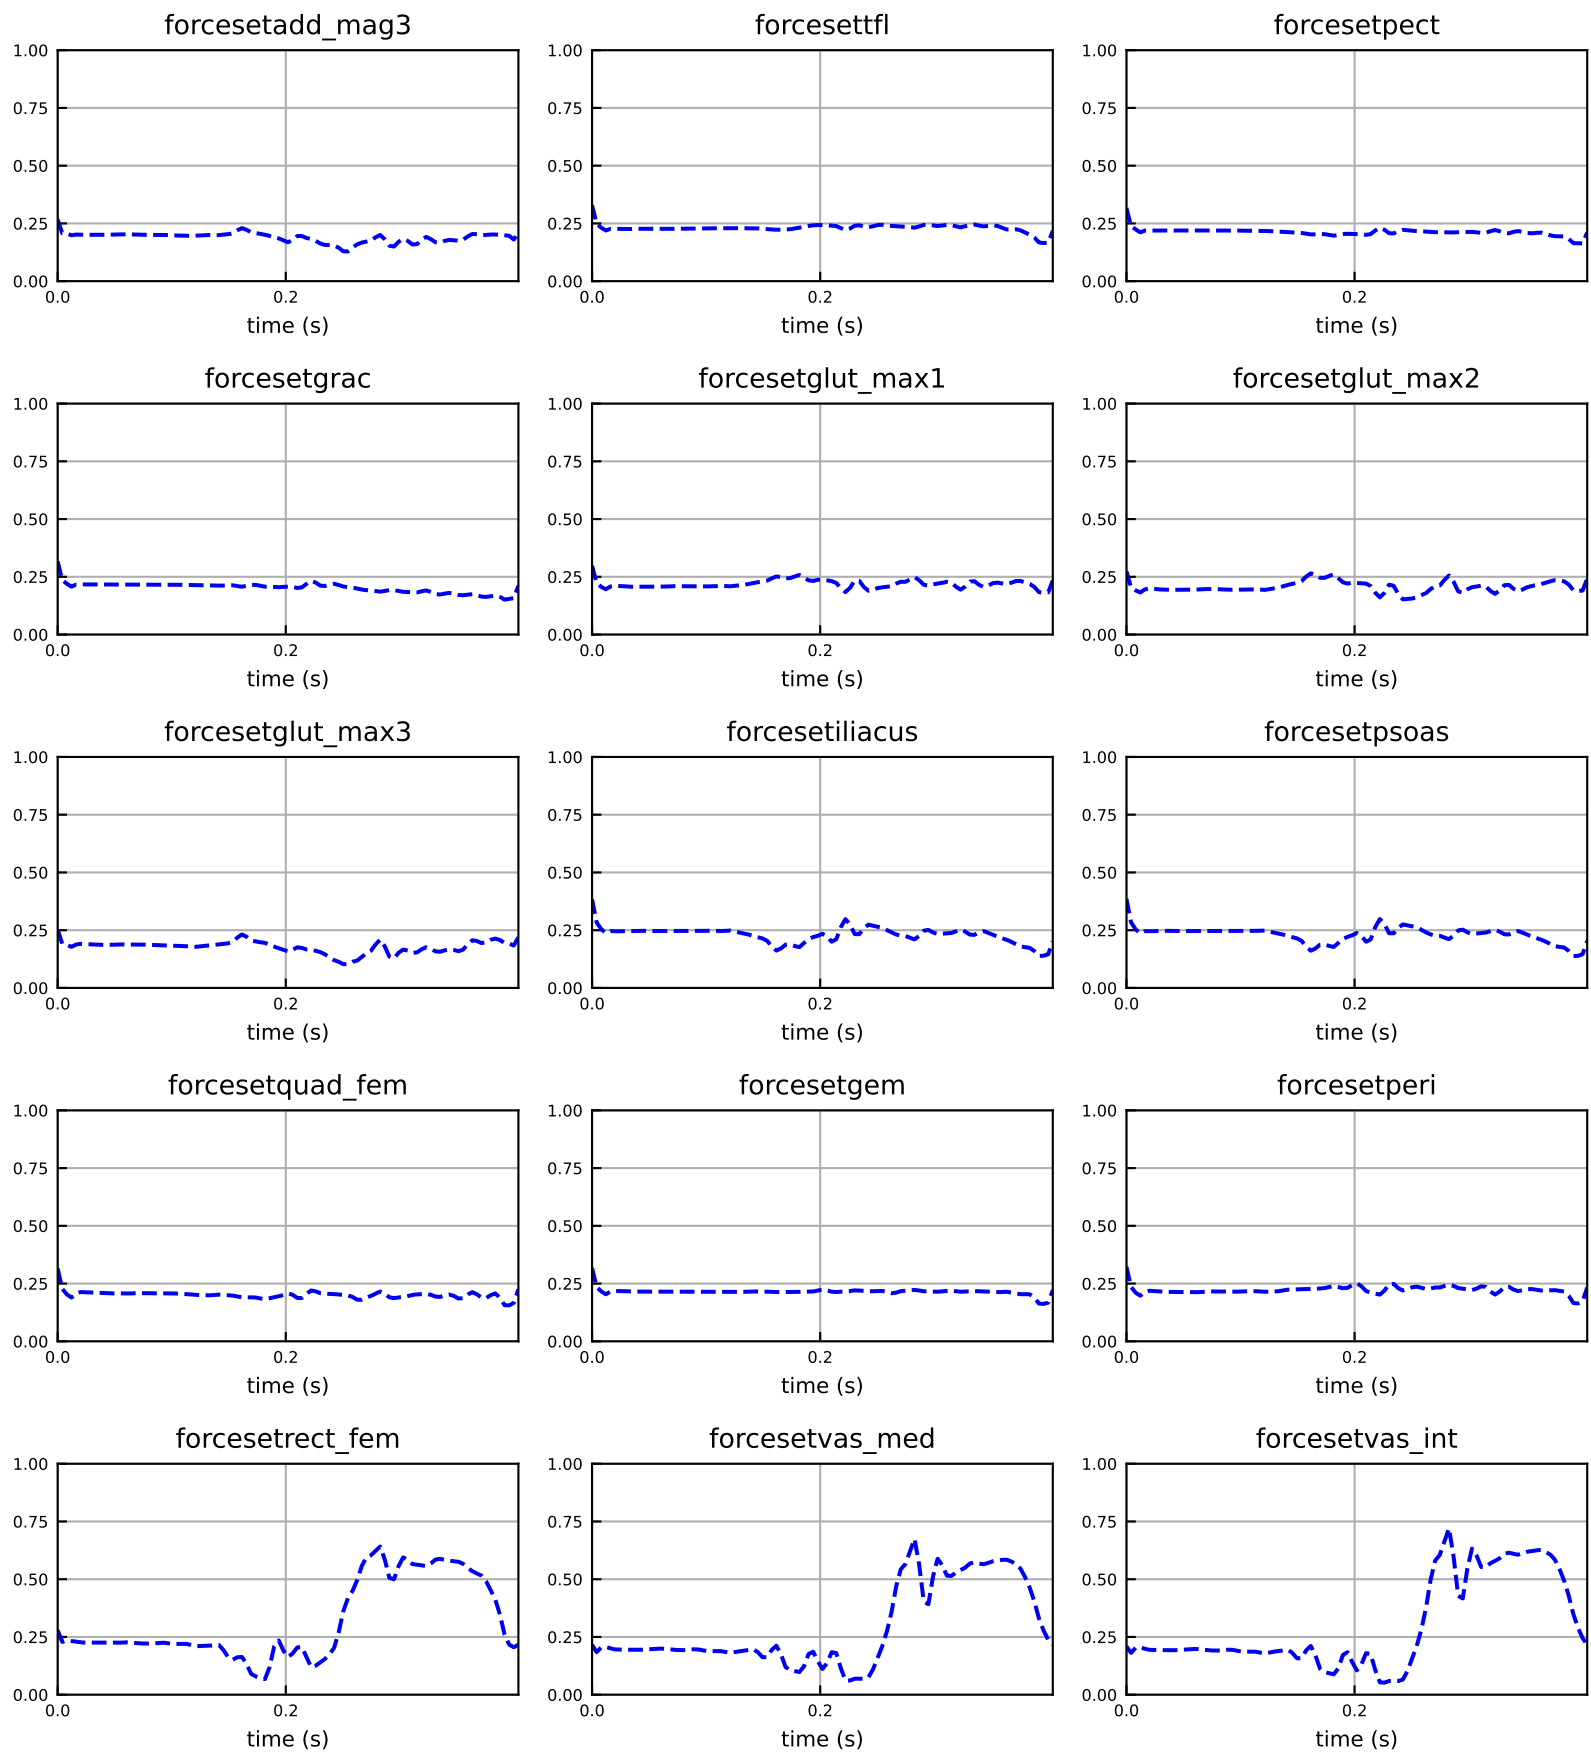 forcesetadd_mag3 forcesettfl forcesetpect
1.00 1.00 1.00
0.75 0.75 0.75
0.50 0.50 0.50
0.25 0.25 0.25
0.00 0.00 0.00
0.0 0.2 0.0 0.2 0.0 0.2
time (s) time (s) time (s)
forcesetgrac forcesetglut_max1 forcesetglut_max2
1.00 1.00 1.00
0.75 0.75 0.75
0.50 0.50 0.50
0.25 0.25 0.25
0.00 0.00 0.00
0.0 0.2 0.0 0.2 0.0 0.2
time (s) time (s) time (s)
forcesetglut_max3 forcesetiliacus forcesetpsoas
1.00 1.00 1.00
0.75 0.75 0.75
0.50 0.50 0.50
0.25 0.25 0.25
0.00 0.00 0.00
0.0 0.2 0.0 0.2 0.0 0.2
time (s) time (s) time (s)
forcesetquad_fem forcesetgem forcesetperi
1.00 1.00 1.00
0.75 0.75 0.75
0.50 0.50 0.50
0.25 0.25 0.25
0.00 0.00 0.00
0.0 0.2 0.0 0.2 0.0 0.2
time (s) time (s) time (s)
forcesetrect_fem forcesetvas_med forcesetvas_int
1.00 1.00 1.00
0.75 0.75 0.75
0.50 0.50 0.50
0.25 0.25 0.25
0.00 0.00 0.00
0.0 0.2 0.0 0.2 0.0 0.2
time (s) time (s) time (s)